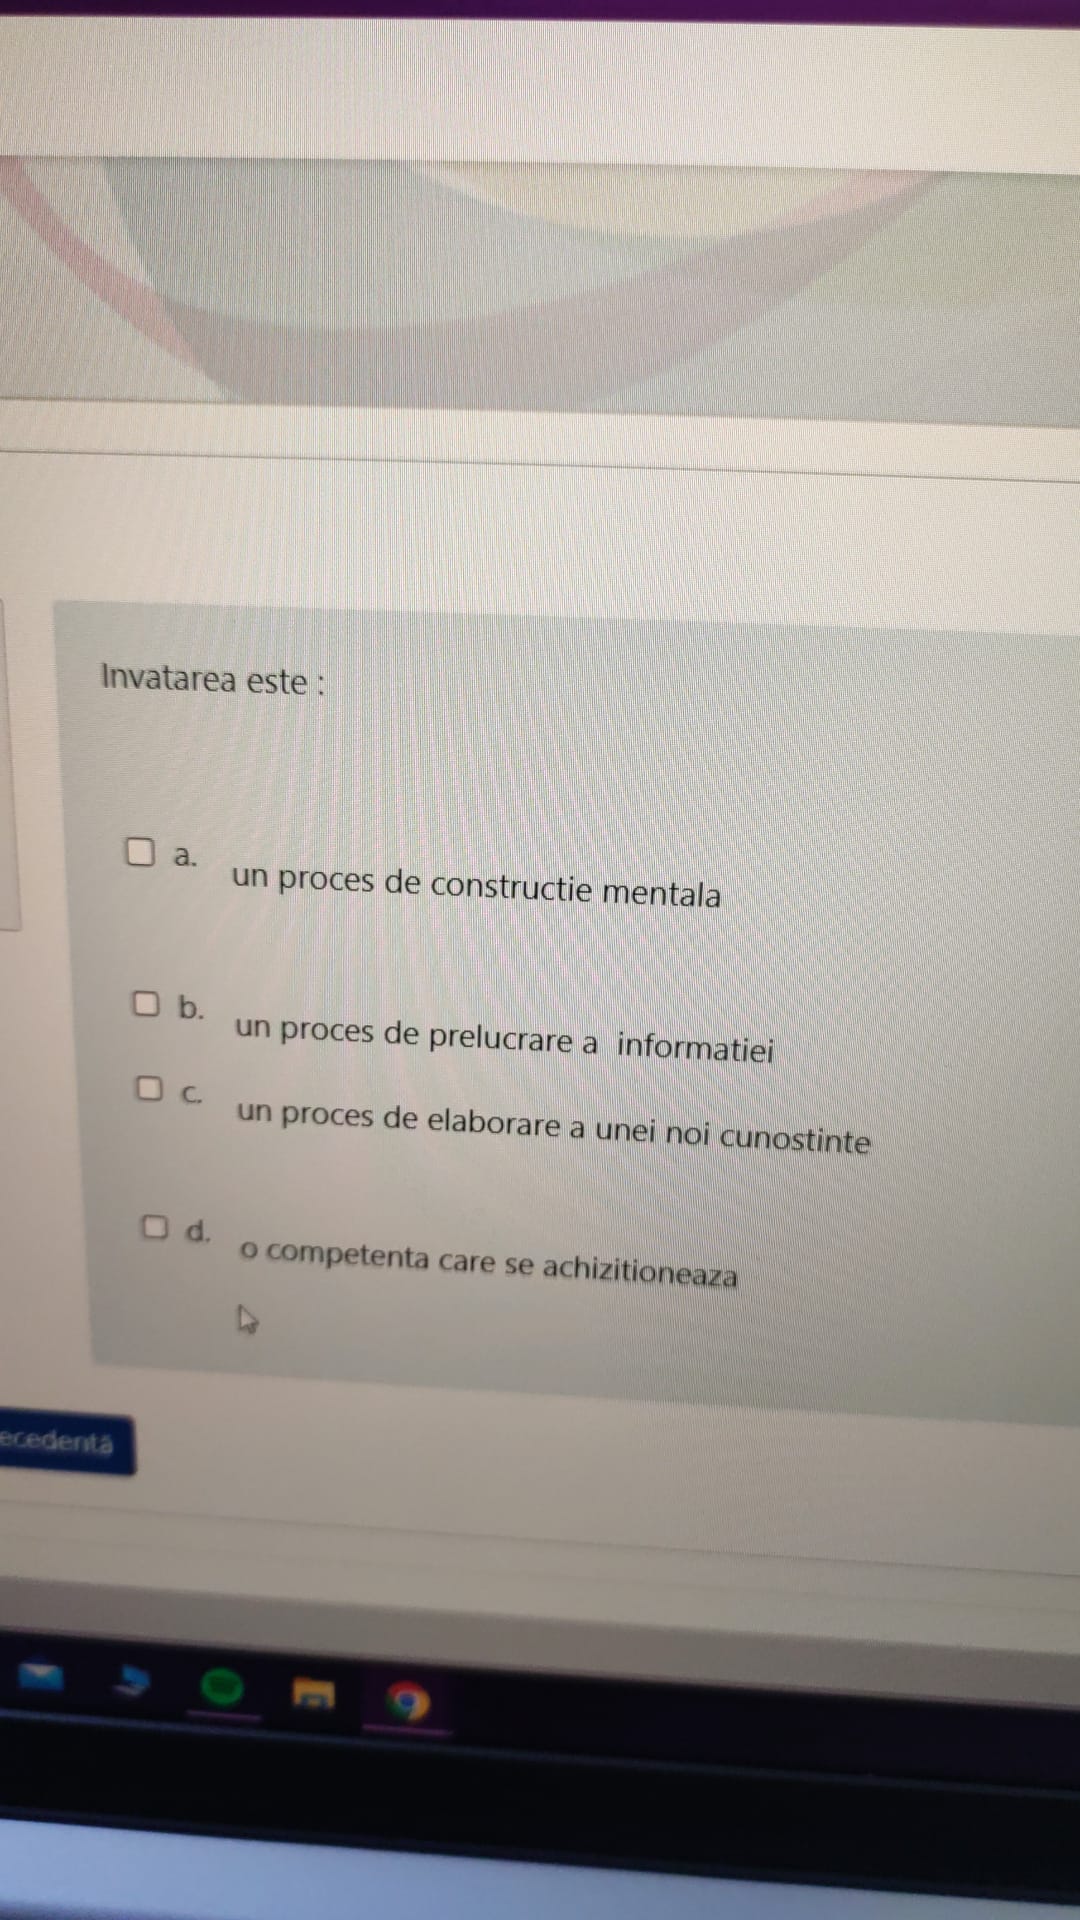 Invatarea este :
a. un proces de constructie mentala
b. un proces de prelucrare a informatiei
c. un proces de elaborare a unei noi cunostinte
d. o competenta care se achizitioneaza
ecedentă